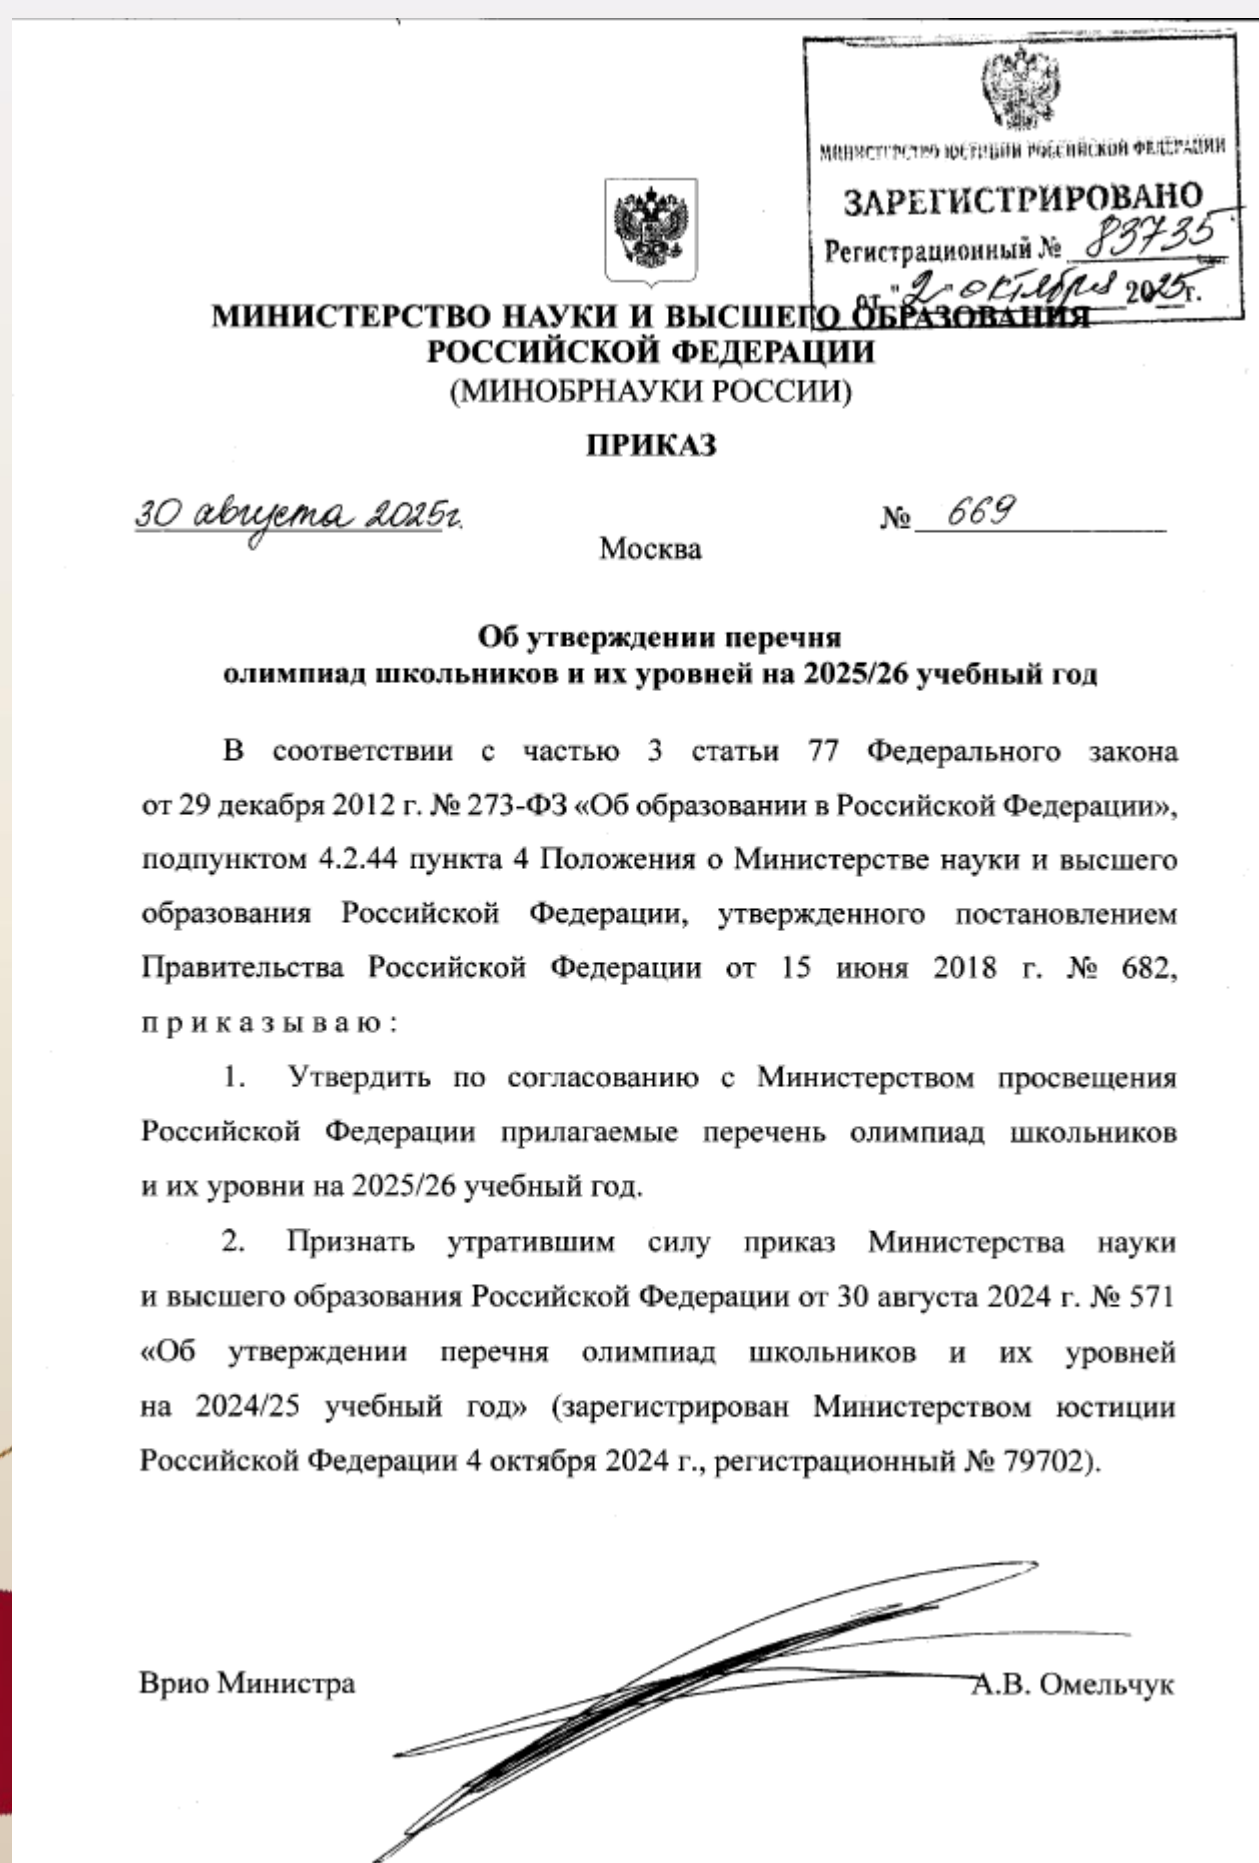 МИНИСТЕРСТВО ЮСТИЦИИ РОССИЙСКОЙ ФЕДЕРАЦИИ
ЗАРЕГИСТРИРОВАНО
Регистрационный № 83735
от "2" октября 2025 г.
МИНИСТЕРСТВО НАУКИ И ВЫСШЕГО ОБРАЗОВАНИЯ
РОССИЙСКОЙ ФЕДЕРАЦИИ
(МИНОБРНАУКИ РОССИИ)
ПРИКАЗ
30 августа 2025г. № 669
Москва
Об утверждении перечня
олимпиад школьников и их уровней на 2025/26 учебный год
В соответствии с частью 3 статьи 77 Федерального закона
от 29 декабря 2012 г. № 273-ФЗ «Об образовании в Российской Федерации»,
подпунктом 4.2.44 пункта 4 Положения о Министерстве науки и высшего
образования Российской Федерации, утвержденного постановлением
Правительства Российской Федерации от 15 июня 2018 г. № 682,
п р и к а з ы в а ю :
1. Утвердить по согласованию с Министерством просвещения
Российской Федерации прилагаемые перечень олимпиад школьников
и их уровни на 2025/26 учебный год.
2. Признать утратившим силу приказ Министерства науки
и высшего образования Российской Федерации от 30 августа 2024 г. № 571
«Об утверждении перечня олимпиад школьников и их уровней
на 2024/25 учебный год» (зарегистрирован Министерством юстиции
Российской Федерации 4 октября 2024 г., регистрационный № 79702).
Врио Министра А.В. Омельчук